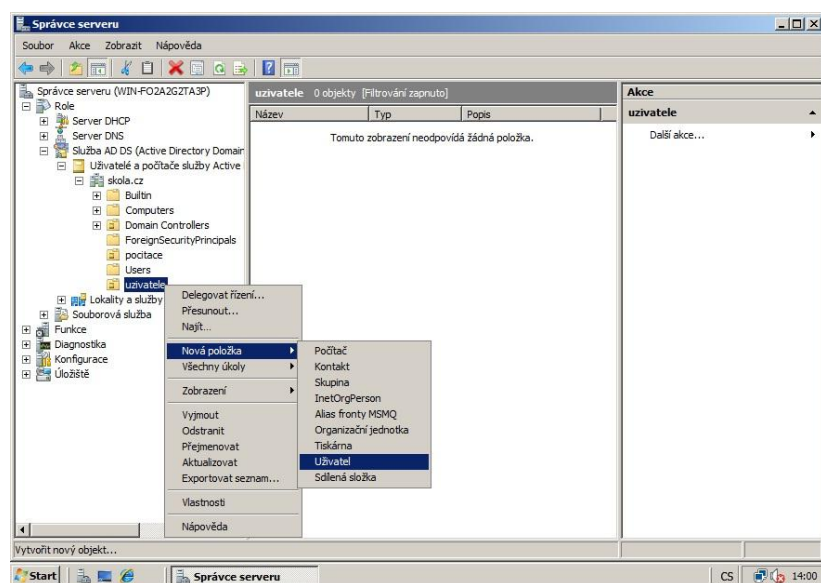 Správce serveru
Soubor Akce Zobrazit Nápověda
Správce serveru (WIN-FO2A2G2TA3P)
Role
Server DHCP
Server DNS
Služba AD DS (Active Directory Domain
Uživatelé a počítače služby Active
skola.cz
Builtin
Computers
Domain Controllers
ForeignSecurityPrincipals
pocitace
Users
uzivatele
Lokality a služby
Souborová služba
Funkce
Diagnostika
Konfigurace
Úložiště
uzivatele 0 objekty [Filtrování zapnuto]
Název Typ Popis
Tomuto zobrazení neodpovídá žádná položka.
Akce
uzivatele
Další akce...
Delegovat řízení...
Přesunout...
Najít...
Nová položka
Všechny úkoly
Zobrazení
Vyjmout
Odstranit
Přejmenovat
Aktualizovat
Exportovat seznam...
Vlastnosti
Nápověda
Počítač
Kontakt
Skupina
InetOrgPerson
Alias fronty MSMQ
Organizační jednotka
Tiskárna
Uživatel
Sdílená složka
Vytvořit nový objekt...
Start Správce serveru CS 14:00